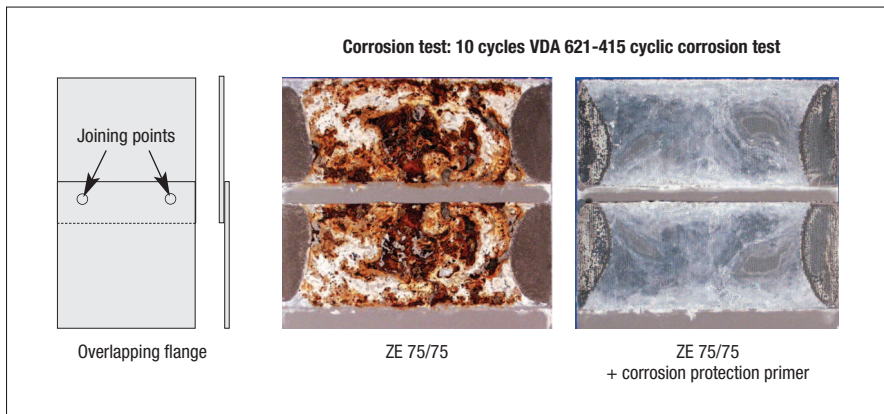 Corrosion test: 10 cycles VDA 621-415 cyclic corrosion test
Joining points
Overlapping flange
ZE 75/75
ZE 75/75
+ corrosion protection primer